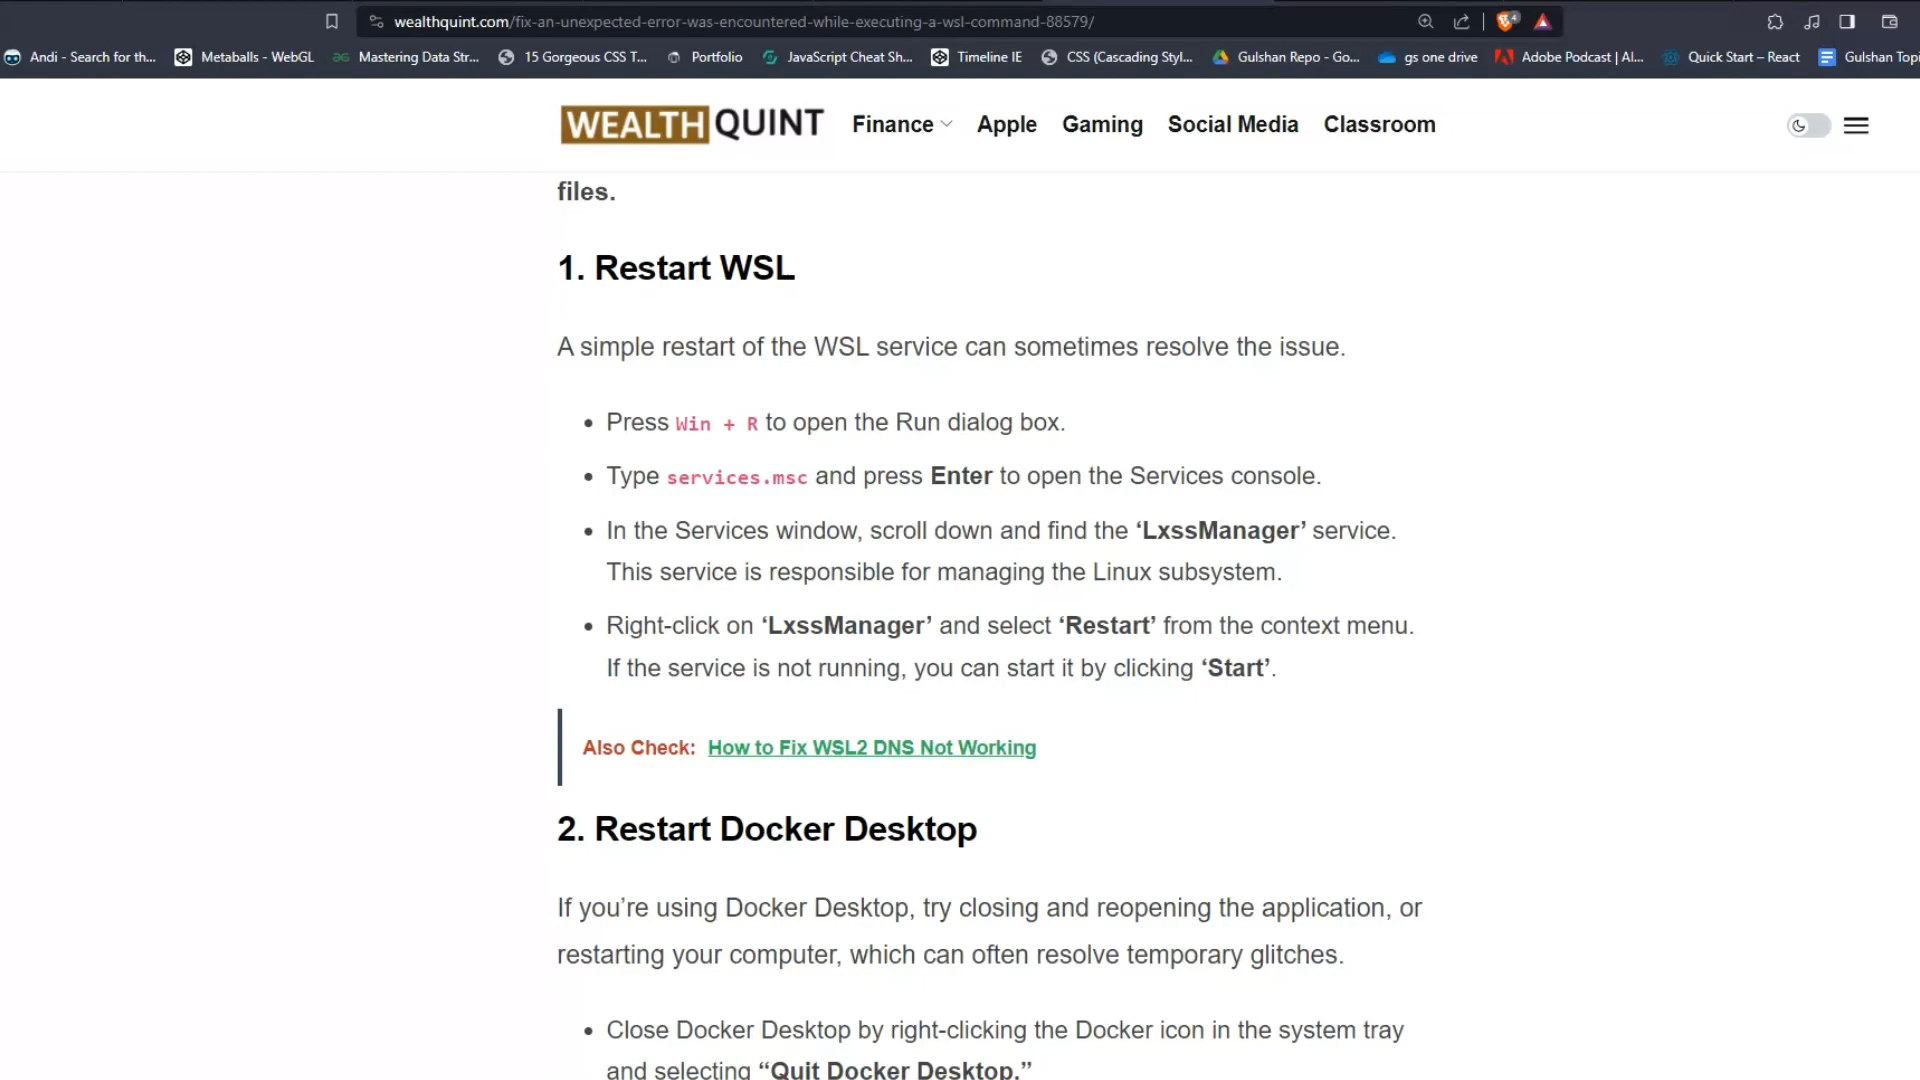 wealthquint.com/fix-an-unexpected-error-was-encountered-while-executing-a-wsl-command-88579/
4
Andi - Search for th...
Metaballs - WebGL
Mastering Data Str...
15 Gorgeous CSS T...
Portfolio
JavaScript Cheat Sh...
Timeline IE
CSS (Cascading Styl...
Gulshan Repo - Go...
gs one drive
Adobe Podcast | AI...
Quick Start – React
Gulshan Topi
WEALTH QUINT
Finance
Apple
Gaming
Social Media
Classroom
files.
1. Restart WSL
A simple restart of the WSL service can sometimes resolve the issue.
• Press Win + R to open the Run dialog box.
• Type services.msc and press Enter to open the Services console.
• In the Services window, scroll down and find the ‘LxssManager’ service.
This service is responsible for managing the Linux subsystem.
• Right-click on ‘LxssManager’ and select ‘Restart’ from the context menu.
If the service is not running, you can start it by clicking ‘Start’.
Also Check: How to Fix WSL2 DNS Not Working
2. Restart Docker Desktop
If you’re using Docker Desktop, try closing and reopening the application, or
restarting your computer, which can often resolve temporary glitches.
• Close Docker Desktop by right-clicking the Docker icon in the system tray
and selecting “Quit Docker Desktop.”